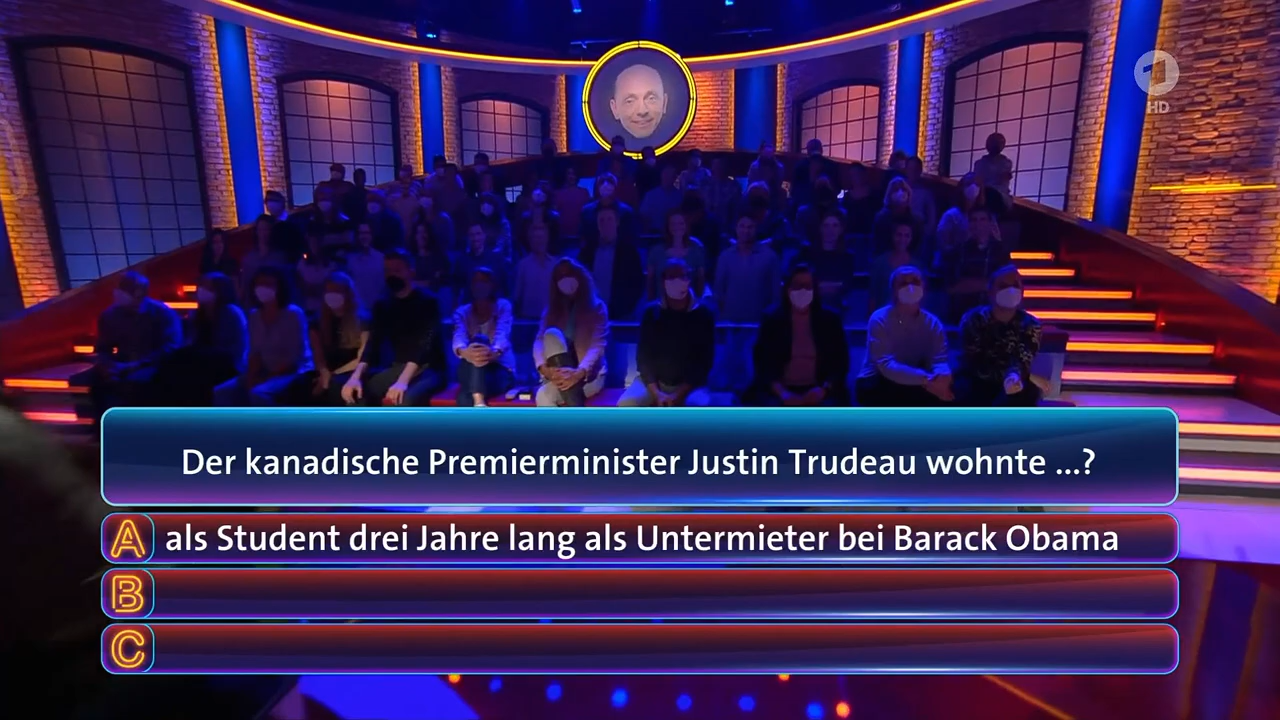 1
HD
Der kanadische Premierminister Justin Trudeau wohnte ...?
A als Student drei Jahre lang als Untermieter bei Barack Obama
B
C